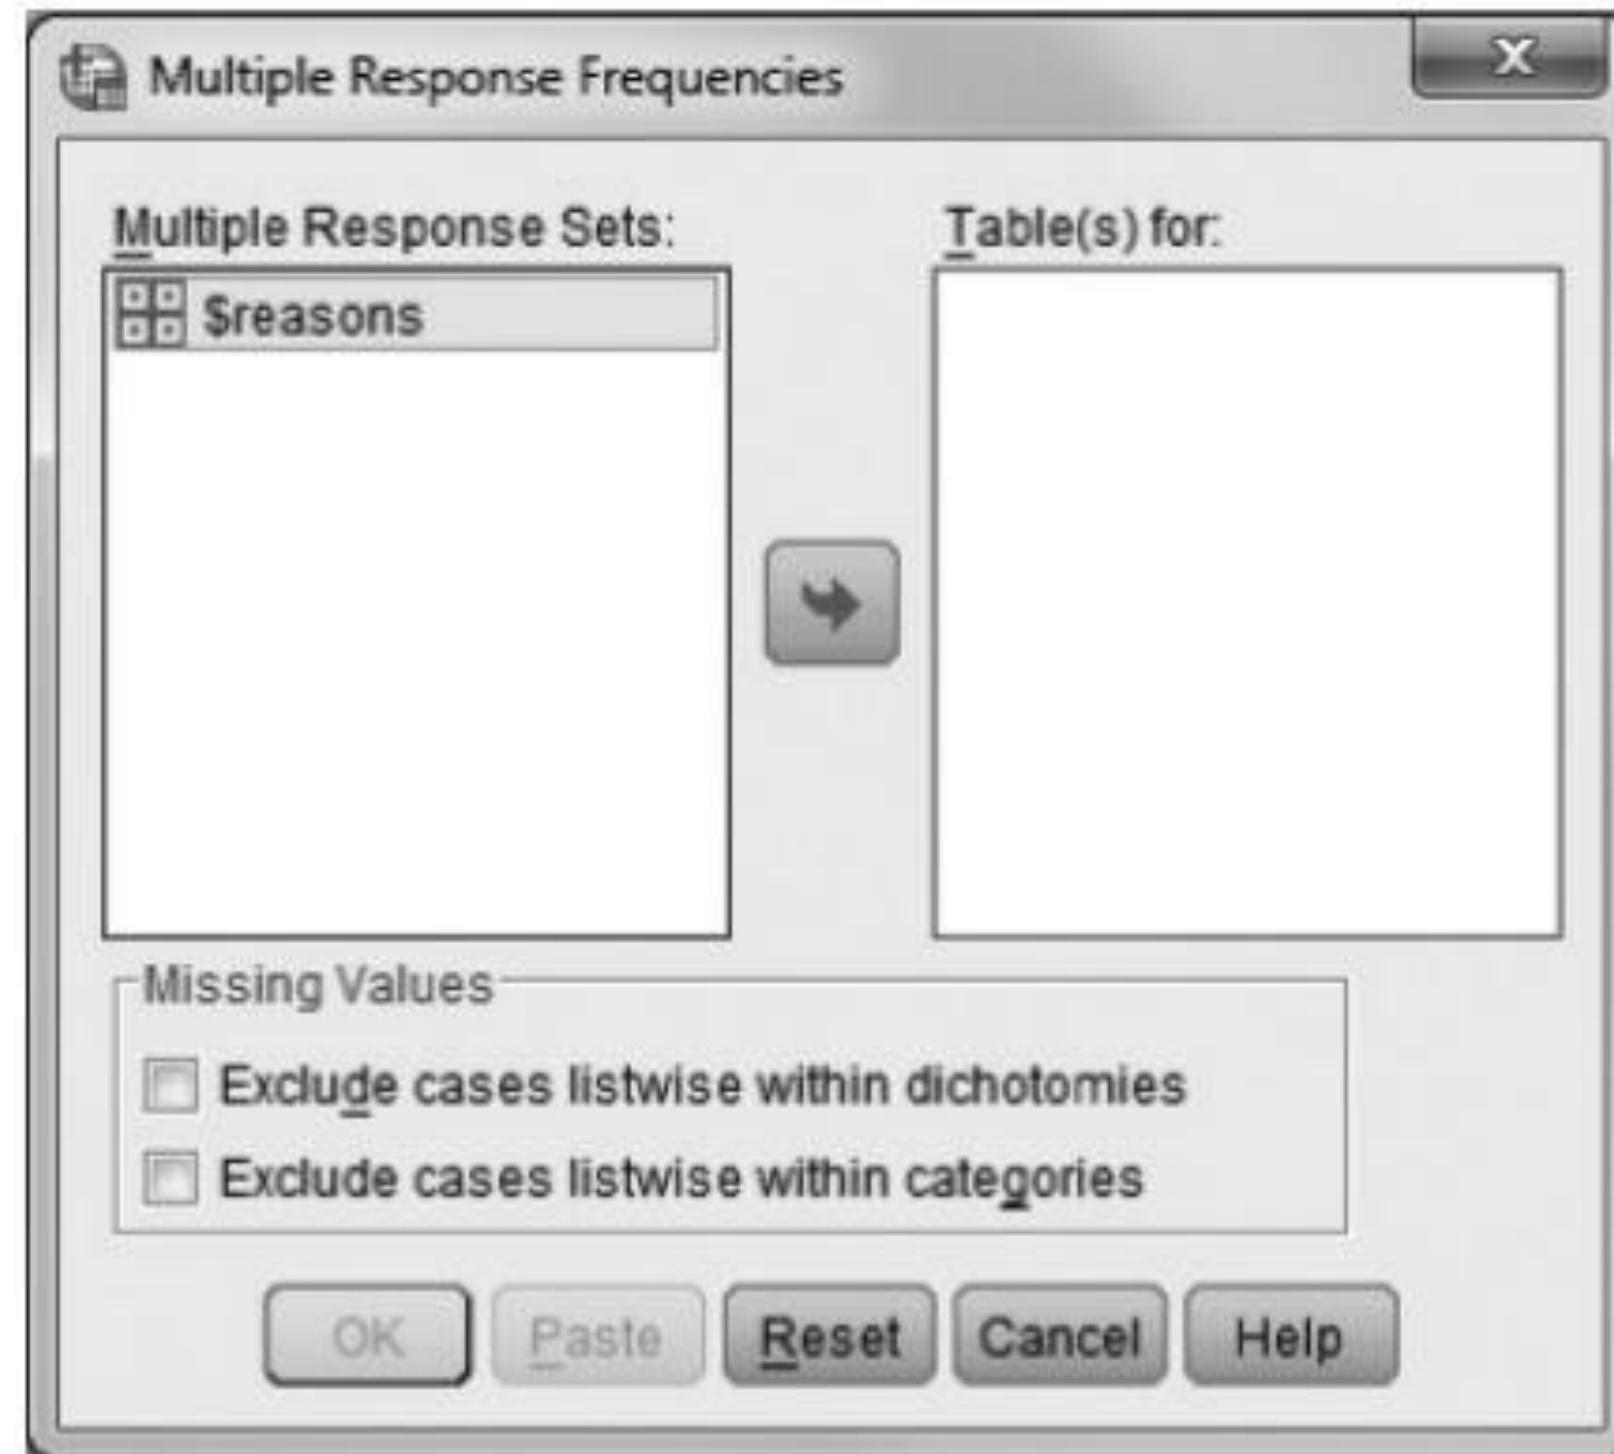 Multiple Response Frequencies
Multiple Response Sets:
Table(s) for:
$reasons
Missing Values
Exclude cases listwise within dichotomies
Exclude cases listwise within categories
OK Paste Reset Cancel Help